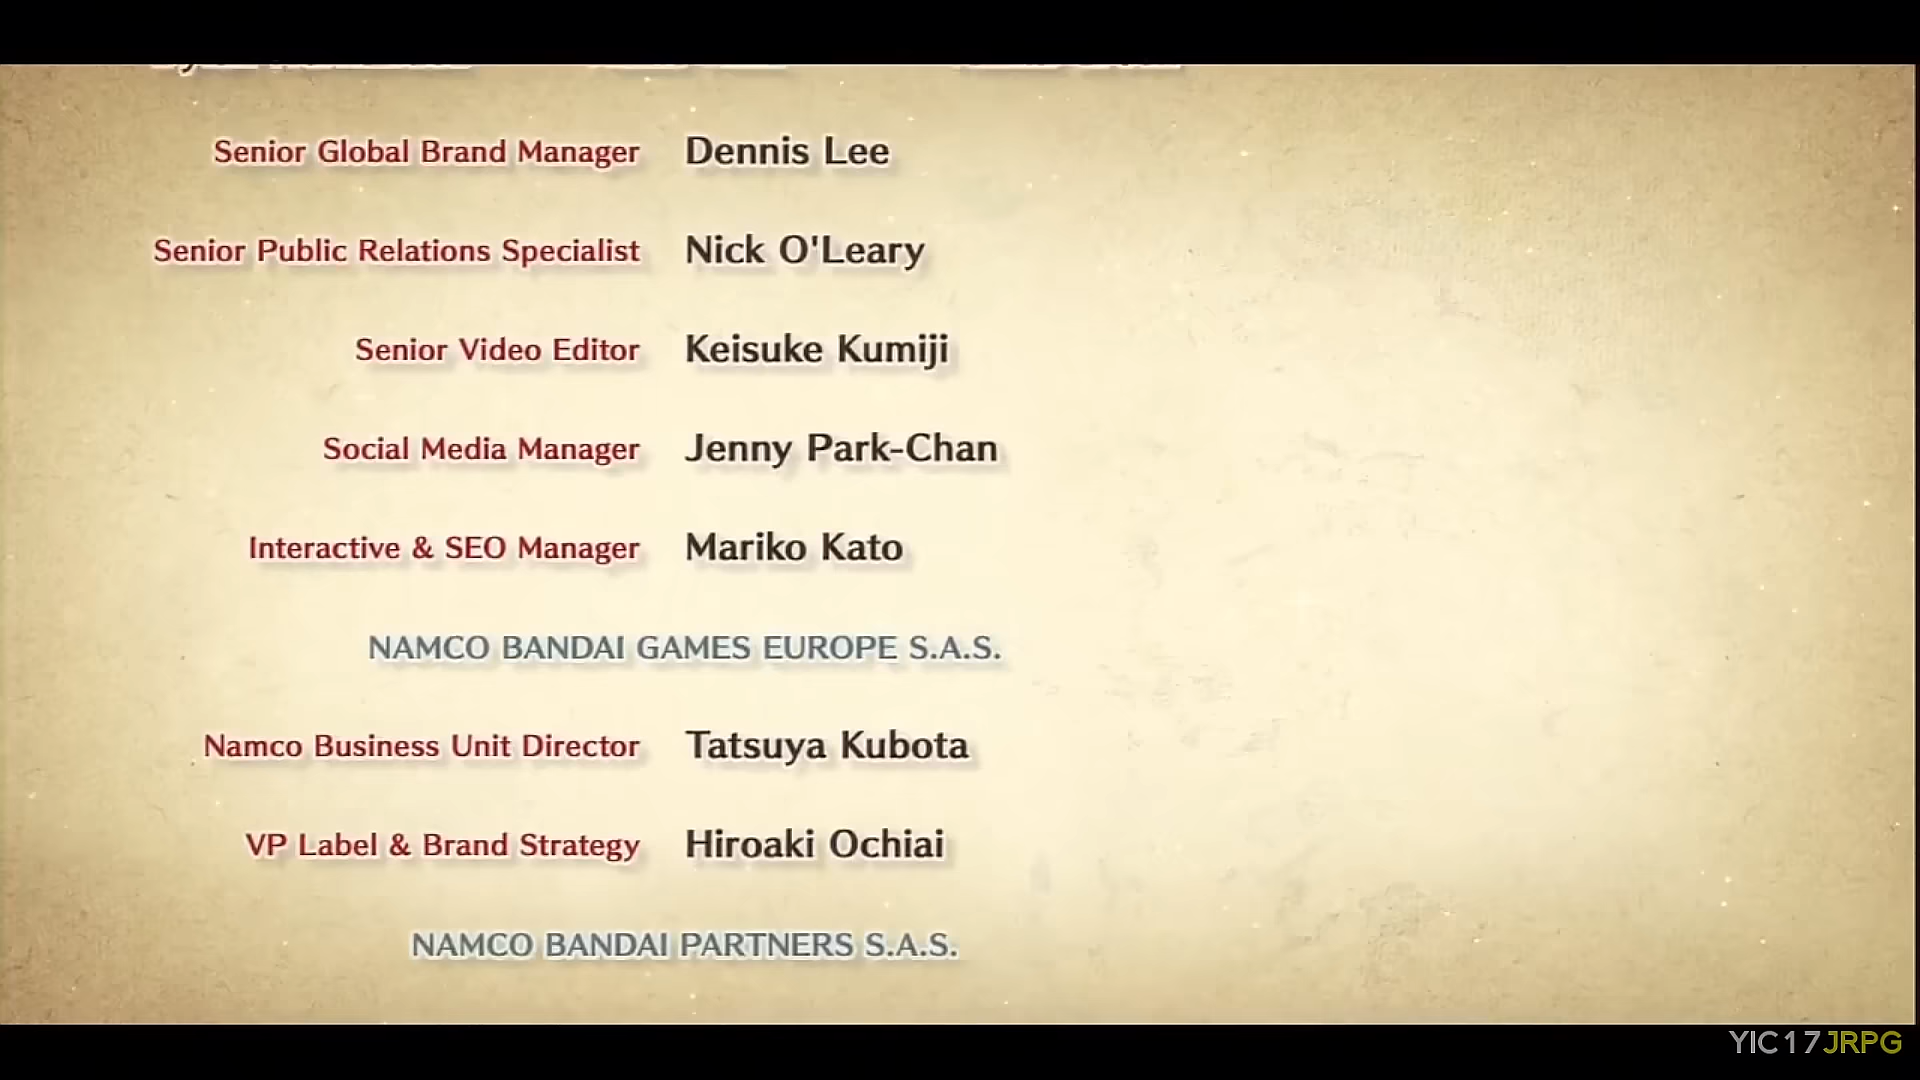 Senior Global Brand Manager Dennis Lee
Senior Public Relations Specialist Nick O'Leary
Senior Video Editor Keisuke Kumiji
Social Media Manager Jenny Park-Chan
Interactive & SEO Manager Mariko Kato
NAMCO BANDAI GAMES EUROPE S.A.S.
Namco Business Unit Director Tatsuya Kubota
VP Label & Brand Strategy Hiroaki Ochiai
NAMCO BANDAI PARTNERS S.A.S.
YIC17JRPG